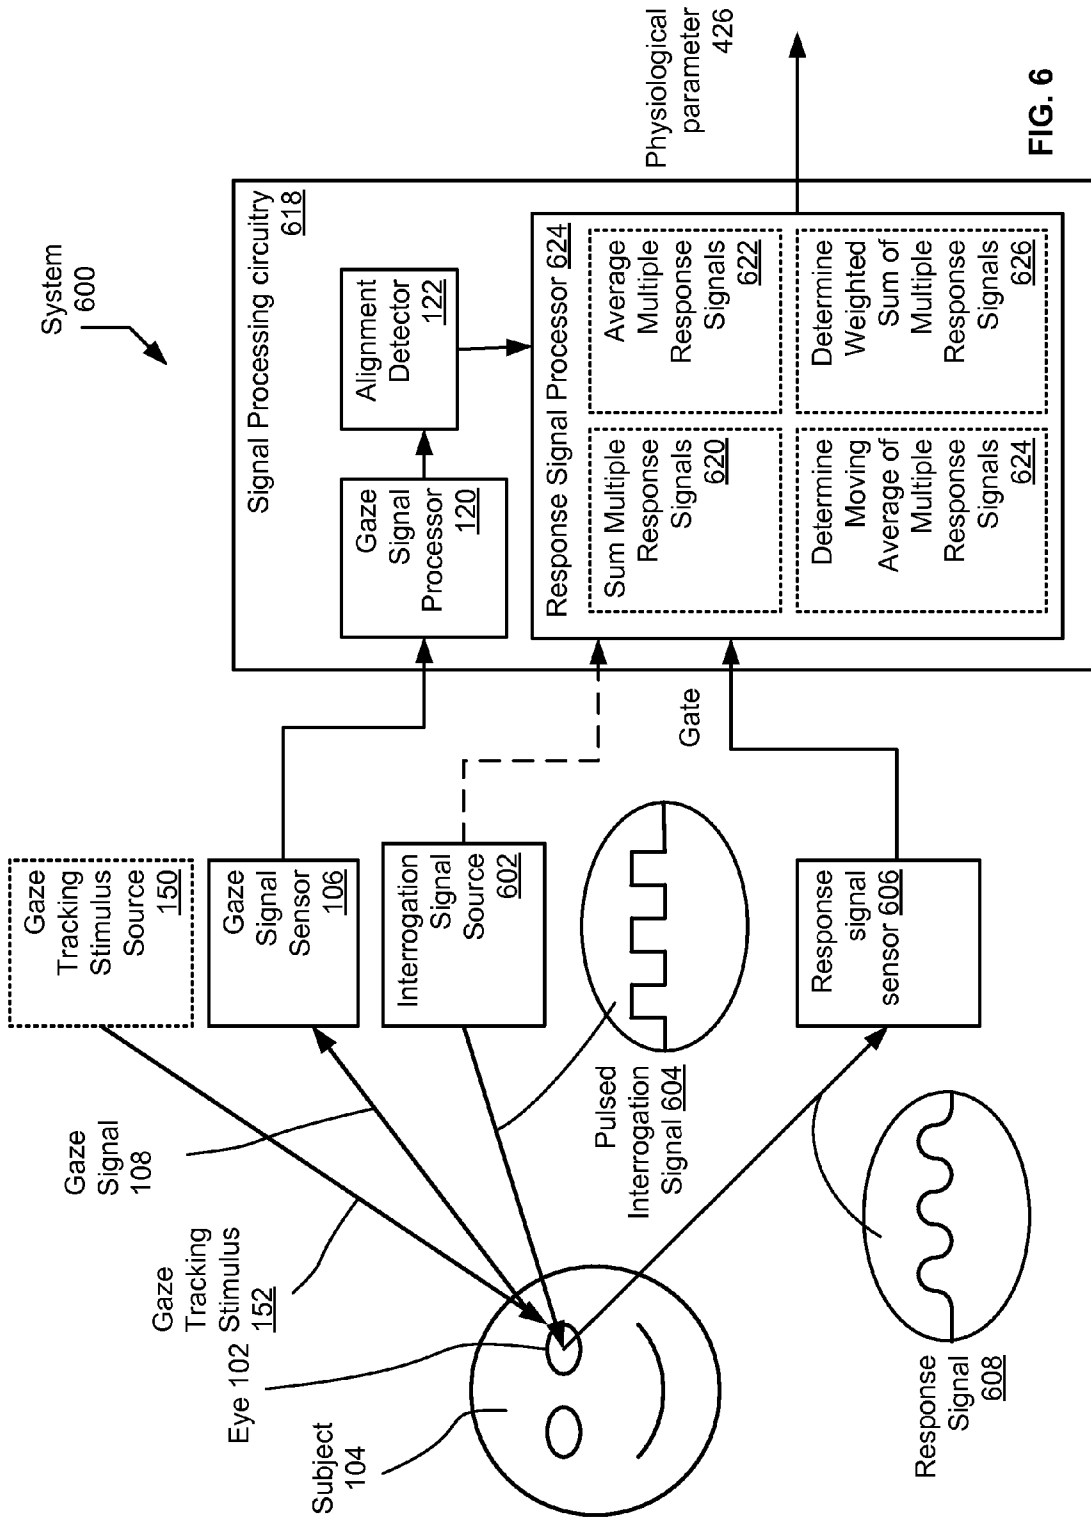 System
600
Gaze
Tracking
Stimulus
Source
150
Gaze
Signal
Sensor
106
Interrogation
Signal
Source
602
Response
signal
sensor 606
Gaze
Signal
108
Gaze
Tracking
Stimulus
152
Eye 102
Subject
104
Pulsed
Interrogation
Signal 604
Response
Signal
608
Gate
Signal Processing circuitry
618
Gaze
Signal
Processor
120
Alignment
Detector
122
Response Signal Processor 624
Sum Multiple
Response
Signals
620
Average
Multiple
Response
Signals
622
Determine
Moving
Average of
Multiple
Response
Signals
624
Determine
Weighted
Sum of
Multiple
Response
Signals
626
Physiological
parameter
426
FIG. 6